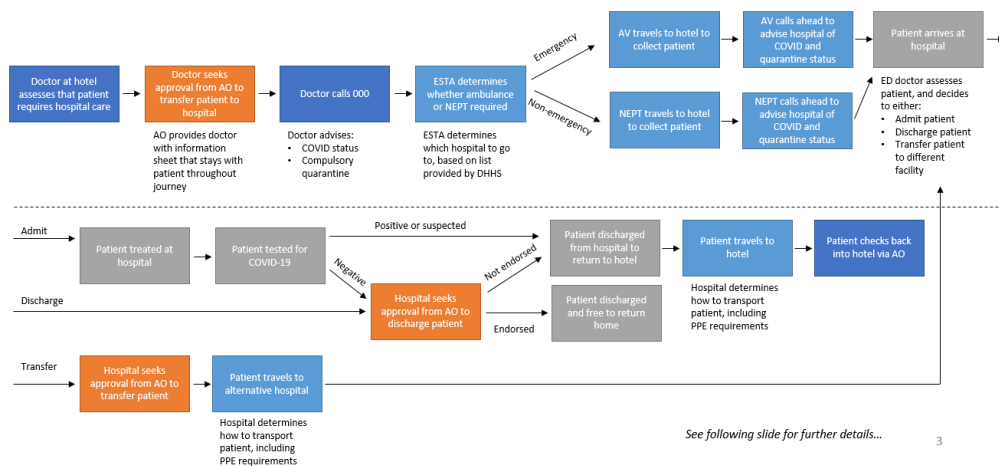 Doctor at hotel
assesses that patient
requires hospital care
Doctor seeks
approval from AO to
transfer patient to
hospital
AO provides doctor
with information
sheet that stays with
patient throughout
journey
Doctor calls 000
Doctor advises:
• COVID status
• Compulsory
quarantine
ESTA determines
whether ambulance
or NEPT required
ESTA determines
which hospital to go
to, based on list
provided by DHHS
Emergency
Non-emergency
AV travels to hotel to
collect patient
AV calls ahead to
advise hospital of
COVID and
quarantine status
NEPT travels to hotel
to collect patient
NEPT calls ahead to
advise hospital of
COVID and
quarantine status
Patient arrives at
hospital
ED doctor assesses
patient, and decides
to either:
• Admit patient
• Discharge patient
• Transfer patient
to different
facility
Admit
Patient treated at
hospital
Patient tested for
COVID-19
Positive or suspected
Negative
Discharge
Hospital seeks
approval from AO to
discharge patient
Not endorsed
Endorsed
Patient discharged
from hospital to
return to hotel
Patient discharged
and free to return
home
Patient travels to
hotel
Hospital determines
how to transport
patient, including
PPE requirements
Patient checks back
into hotel via AO
Transfer
Hospital seeks
approval from AO to
transfer patient
Patient travels to
alternative hospital
Hospital determines
how to transport
patient, including
PPE requirements
See following slide for further details...
3